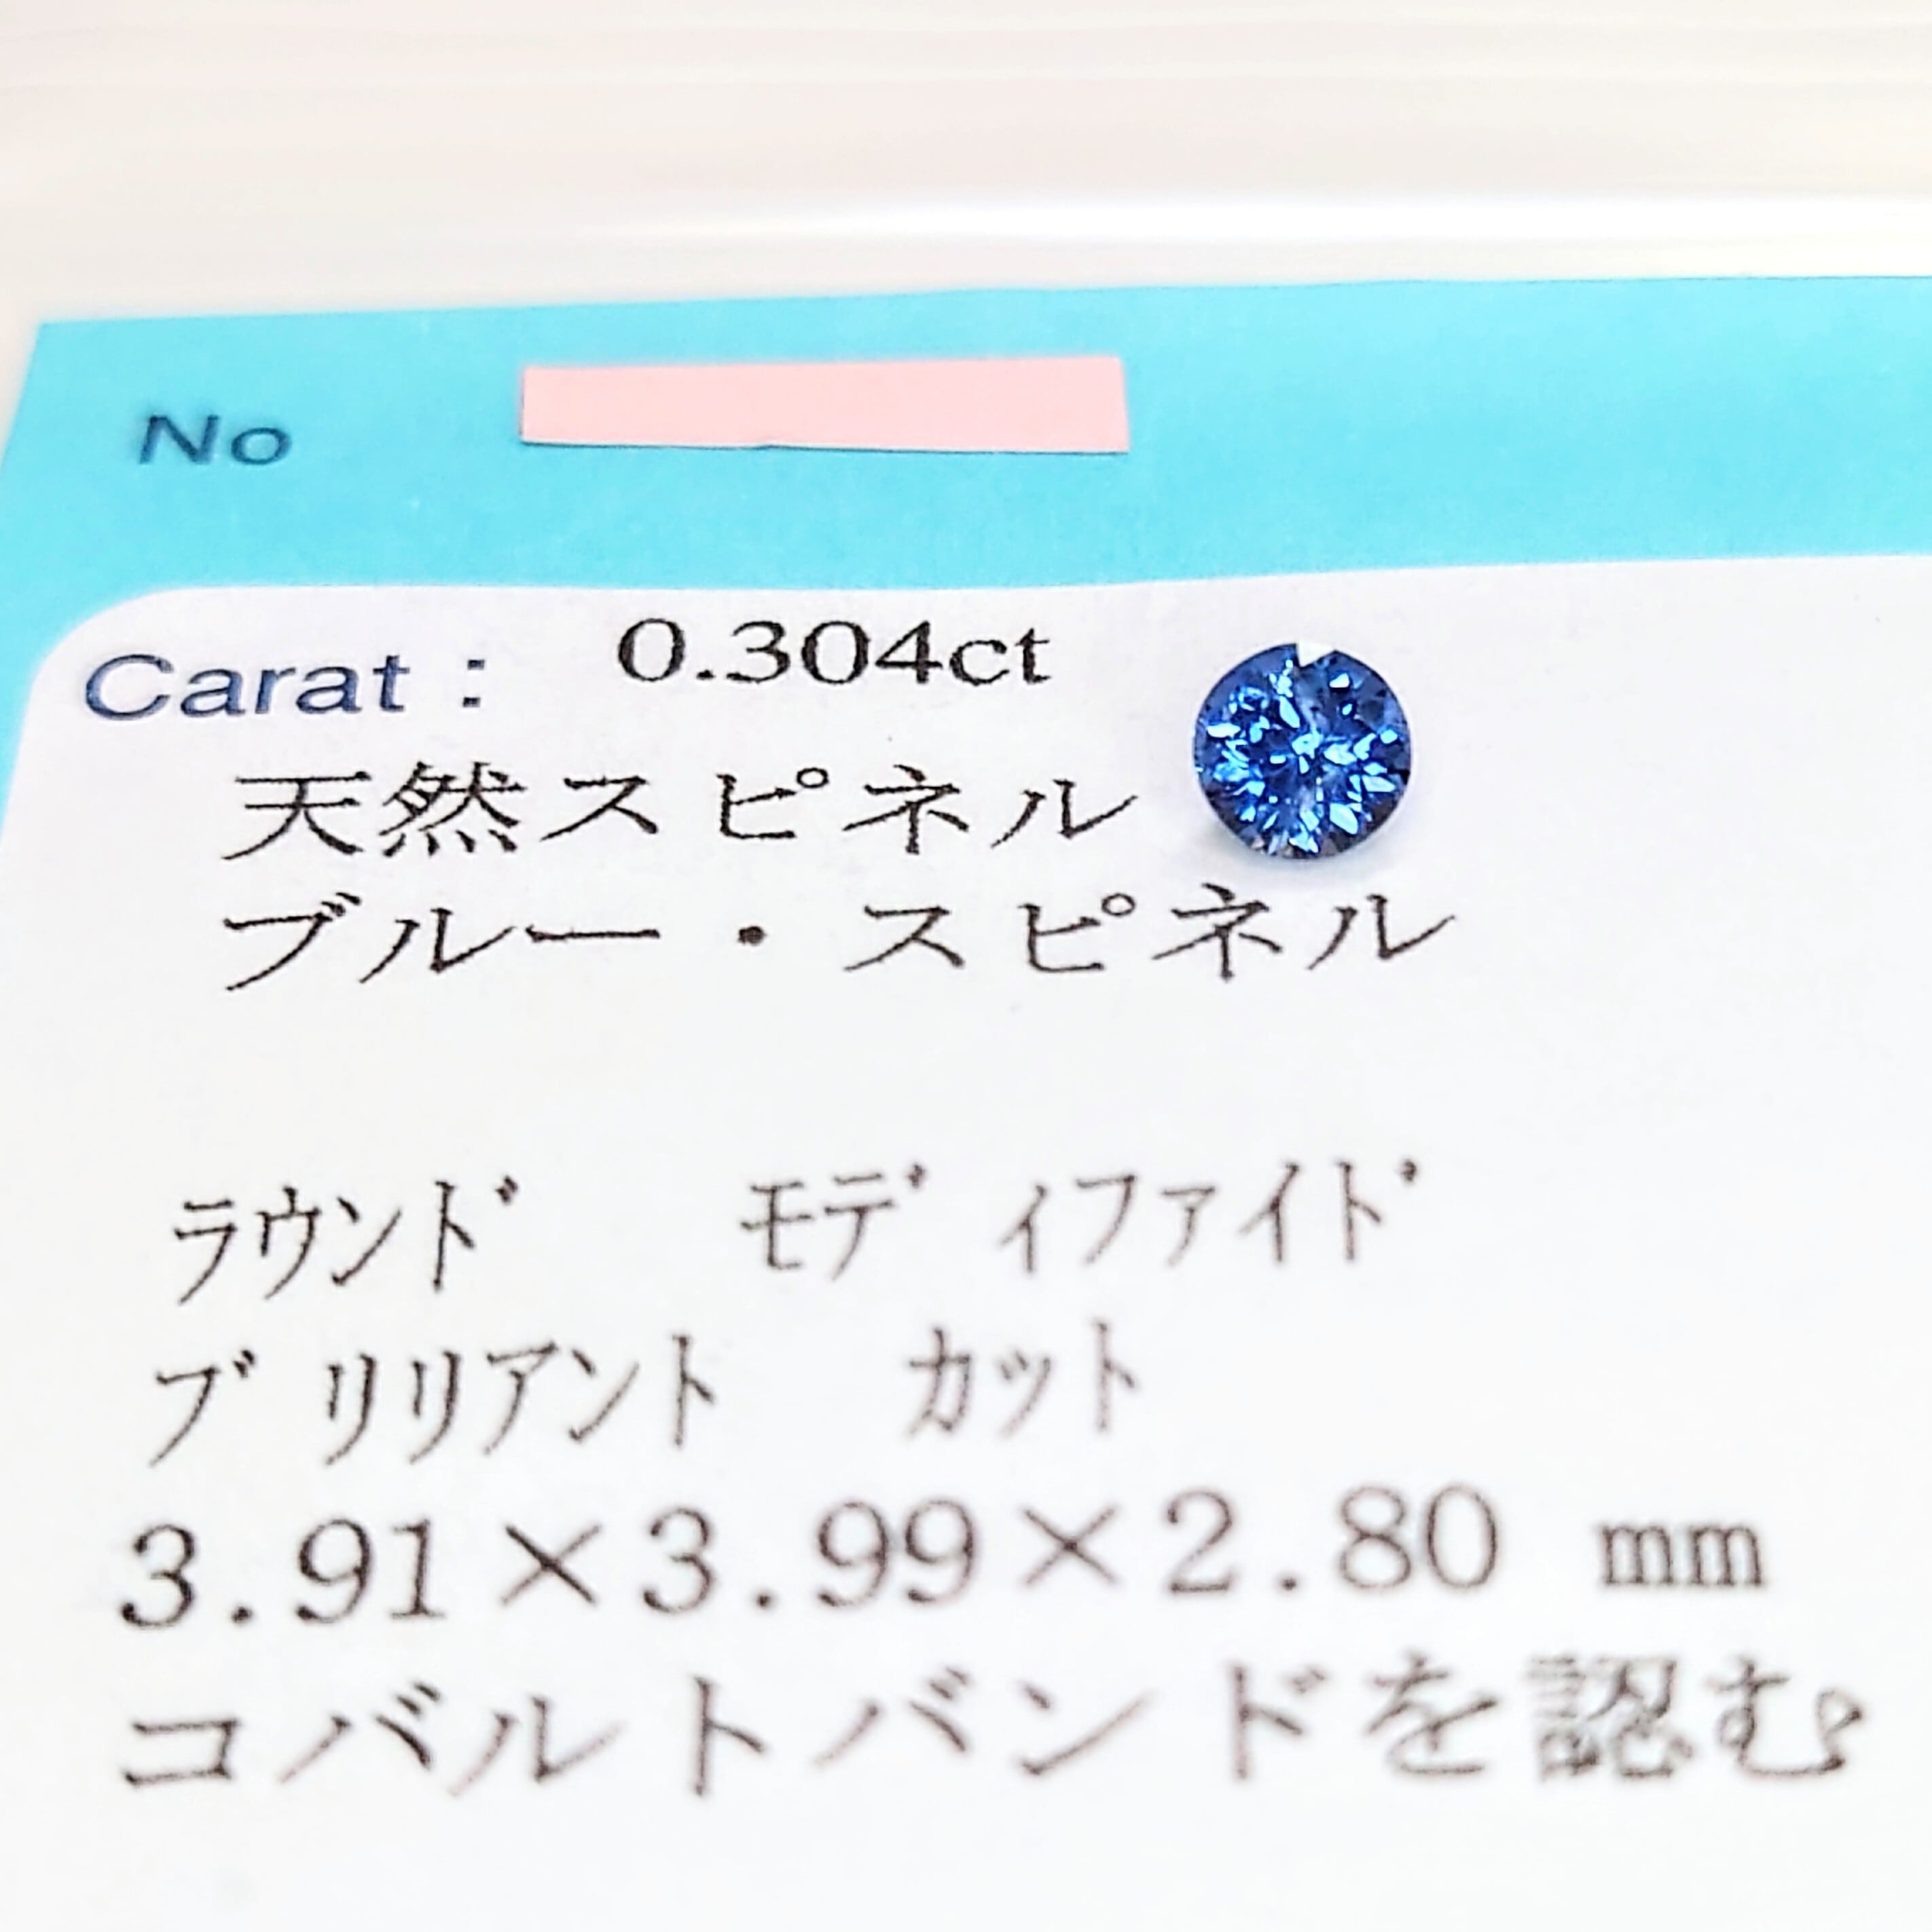 No
Carat : 0.304ct
天然スピネル
ブルー・スピネル
ﾗｳﾝﾄﾞ ﾓﾃﾞｨﾌｧｲﾄﾞ
ﾌﾞﾘﾘｱﾝﾄ ｶｯﾄ
3.91×3.99×2.80 mm
コバルトバンドを認む